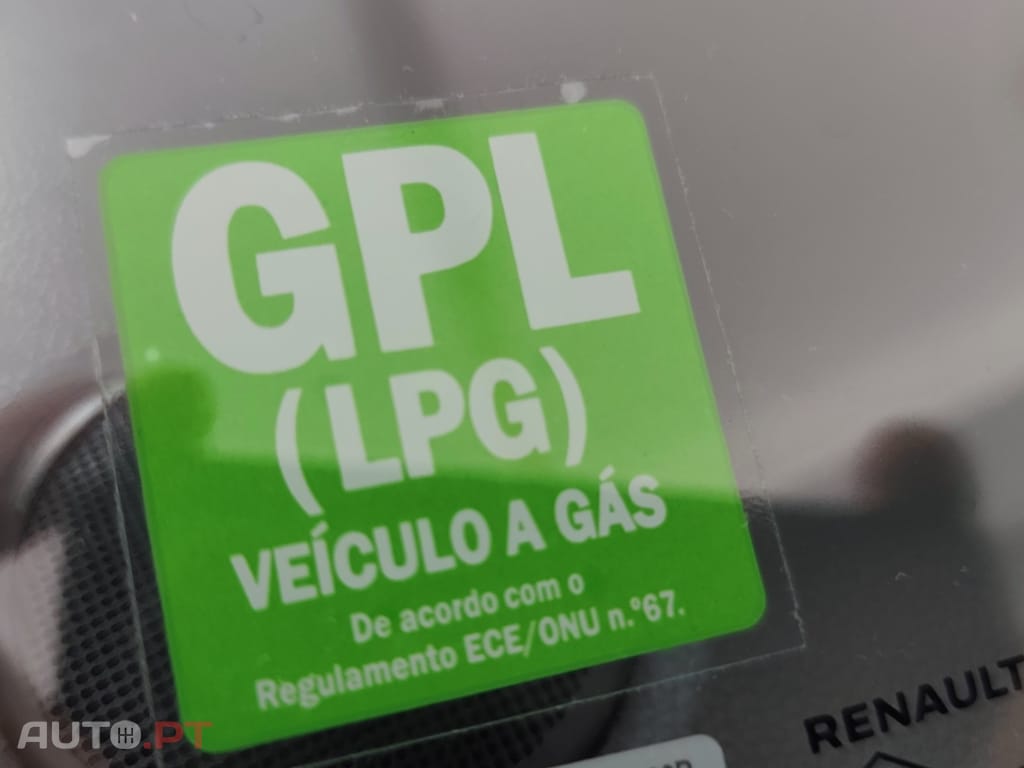 GPL
(LPG)
VEÍCULO A GÁS
De acordo com o
Regulamento ECE/ONU n.º67.
RENAULT
AUTO.PT